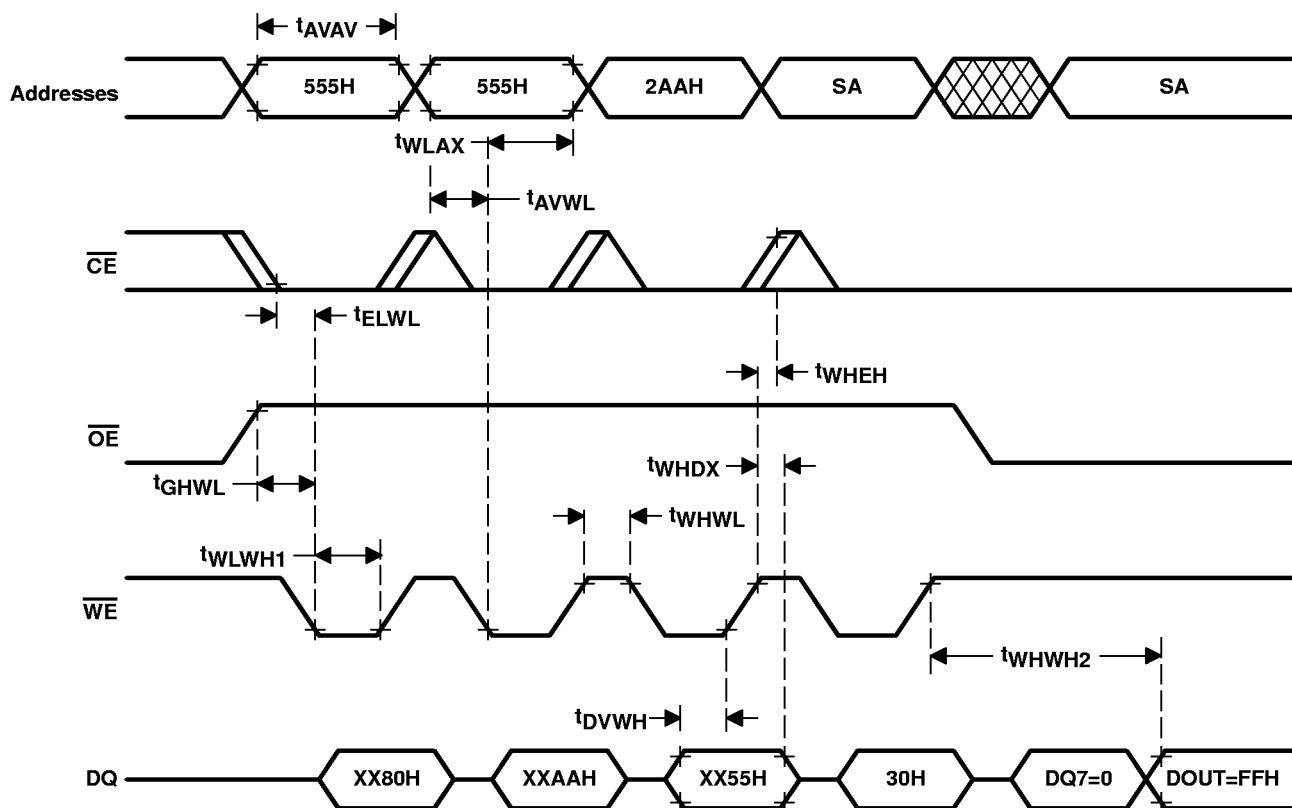 tAVAV
Addresses 555H 555H 2AAH SA SA
tWLAX
tAVWL
CE
tELWL
tWHEH
OE
tWHDX
tGHWL
tWHWL
tWLWH1
WE
tWHWH2
tDVWH
DQ XX80H XXAAH XX55H 30H DQ7=0 DOUT=FFH